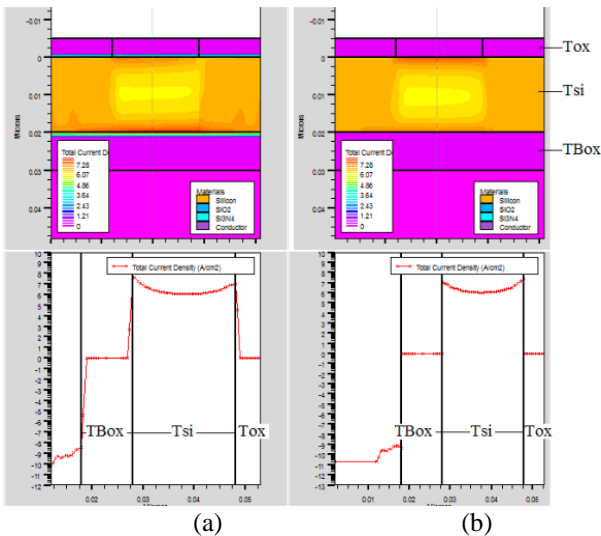 -0.01
0
0.01
0.02
0.03
0.04
Microns
Total Current De
7.28
6.07
4.86
3.64
2.43
1.21
0
Materials
Silicon
SiO2
Si3N4
Conductor
-0.01
0
0.01
0.02
0.03
0.04
Microns
Total Current De
7.28
6.07
4.86
3.64
2.43
1.21
0
Materials
Silicon
SiO2
Si3N4
Conductor
Tox
Tsi
TBox
Total Current Density (A/cm2)
10
9
8
7
6
5
4
3
2
1
0
-1
-2
-3
-4
-5
-6
-7
-8
-9
-10
-11
-12
TBox Tsi Tox
0.02 0.03 0.04 0.05
(a)
Total Current Density (A/cm2)
10
9
8
7
6
5
4
3
2
1
0
-1
-2
-3
-4
-5
-6
-7
-8
-9
-10
-11
-12
-13
TBox Tsi Tox
0.01 0.02 0.03 0.04 0.05
(b)